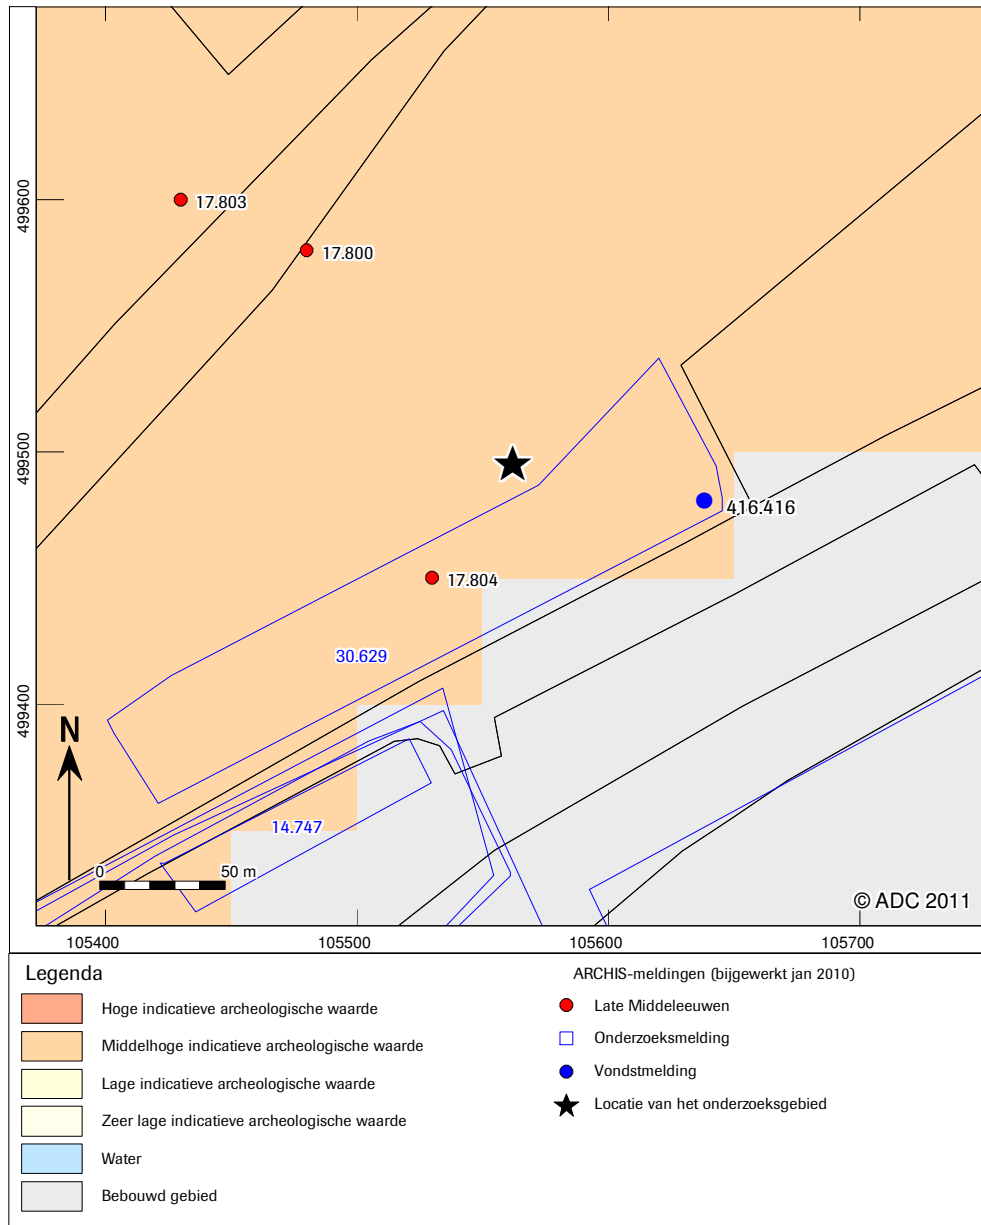 499600
17.803
17.800
499500
416.416
17.804
30.629
499400
N
14.747
0 50 m
© ADC 2011
105400 105500 105600 105700
Legenda
Hoge indicatieve archeologische waarde
Middelhoge indicatieve archeologische waarde
Lage indicatieve archeologische waarde
Zeer lage indicatieve archeologische waarde
Water
Bebouwd gebied
ARCHIS-meldingen (bijgewerkt jan 2010)
Late Middeleeuwen
Onderzoeksmelding
Vondstmelding
Locatie van het onderzoeksgebied